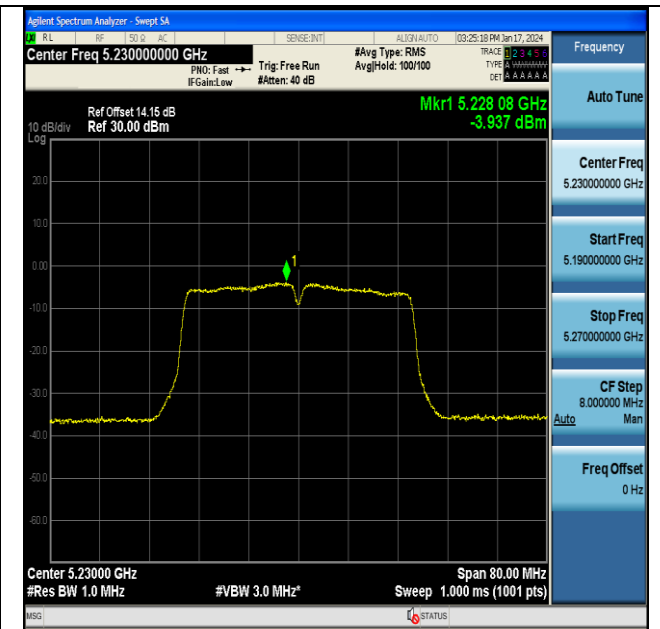 Agilent Spectrum Analyzer - Swept SA
RL RF 50 Ω AC SENSE:INT ALIGN AUTO 03:25:18 PM Jan 17, 2024
Center Freq 5.230000000 GHz
PNO: Fast
IFGain:Low
Trig: Free Run
#Atten: 40 dB
#Avg Type: RMS
Avg|Hold: 100/100
TRACE 1 2 3 4 5 6
TYPE A WWWWW
DET A A A A A A
Ref Offset 14.15 dB
Ref 30.00 dBm
10 dB/div
Log
Mkr1 5.228 08 GHz
-3.937 dBm
20.0
10.0
0.00
-10.0
-20.0
-30.0
-40.0
-50.0
-60.0
1
Center 5.23000 GHz
#Res BW 1.0 MHz
#VBW 3.0 MHz*
Span 80.00 MHz
Sweep 1.000 ms (1001 pts)
MSG
STATUS
Frequency
Auto Tune
Center Freq
5.230000000 GHz
Start Freq
5.190000000 GHz
Stop Freq
5.270000000 GHz
CF Step
8.000000 MHz
Auto Man
Freq Offset
0 Hz